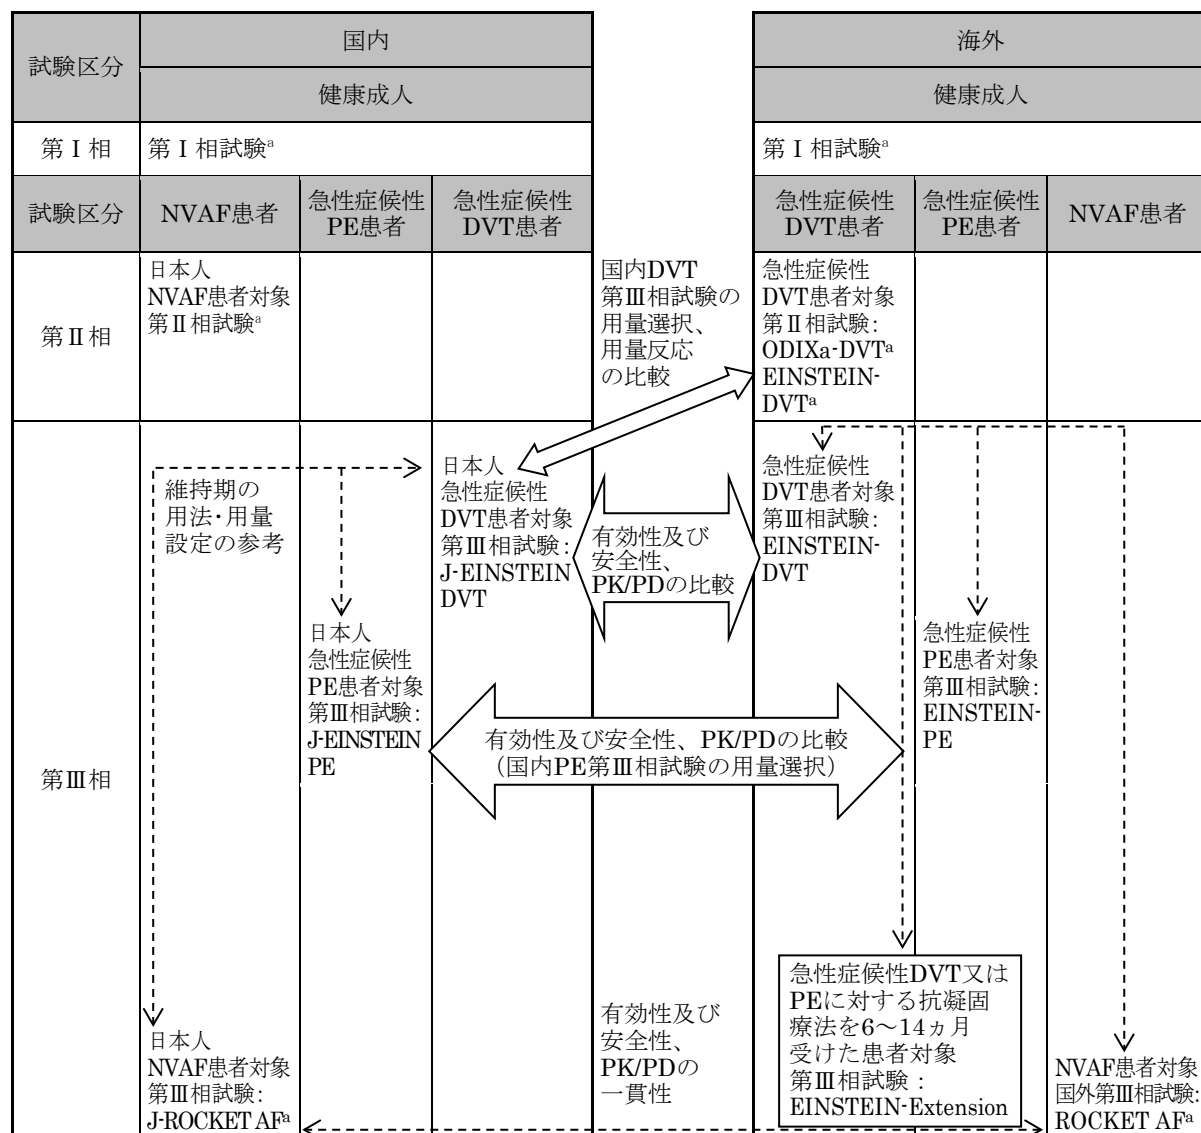 試験区分
国内
海外
健康成人
健康成人
第Ⅰ相
第Ⅰ相試験a
第Ⅰ相試験a
試験区分
NVAF患者
急性症候性
PE患者
急性症候性
DVT患者
急性症候性
DVT患者
急性症候性
PE患者
NVAF患者
第Ⅱ相
日本人
NVAF患者対象
第Ⅱ相試験a
国内DVT
第Ⅲ相試験の
用量選択、
用量反応
の比較
急性症候性
DVT患者対象
第Ⅱ相試験:
ODIXa-DVTa
EINSTEIN-
DVTa
第Ⅲ相
維持期の
用法・用量
設定の参考
日本人
急性症候性
DVT患者対象
第Ⅲ相試験:
J-EINSTEIN
DVT
有効性及び
安全性、
PK/PDの比較
急性症候性
DVT患者対象
第Ⅲ相試験:
EINSTEIN-
DVT
日本人
急性症候性
PE患者対象
第Ⅲ相試験:
J-EINSTEIN
PE
有効性及び安全性、PK/PDの比較
（国内PE第Ⅲ相試験の用量選択）
急性症候性
PE患者対象
第Ⅲ相試験:
EINSTEIN-
PE
日本人
NVAF患者対象
第Ⅲ相試験:
J-ROCKET AFa
有効性及び
安全性、
PK/PDの
一貫性
急性症候性DVT又は
PEに対する抗凝固
療法を6～14ヵ月
受けた患者対象
第Ⅲ相試験：
EINSTEIN-Extension
NVAF患者対象
国外第Ⅲ相試験:
ROCKET AFa